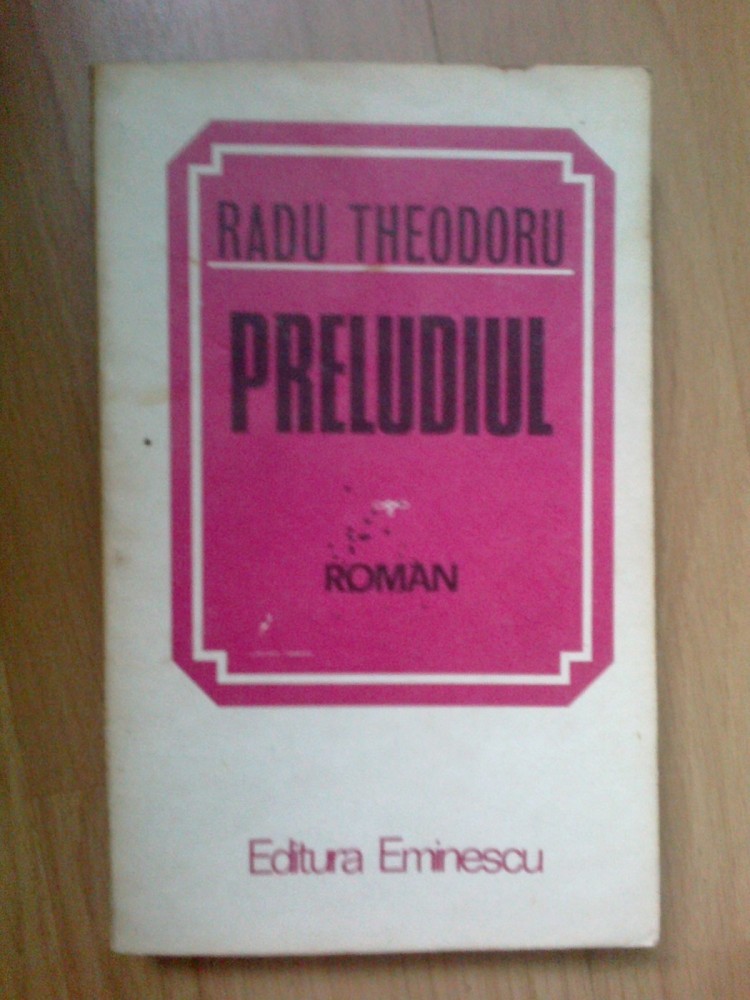 RADU THEODORU
PRELUDIUL
ROMAN
Editura Eminescu